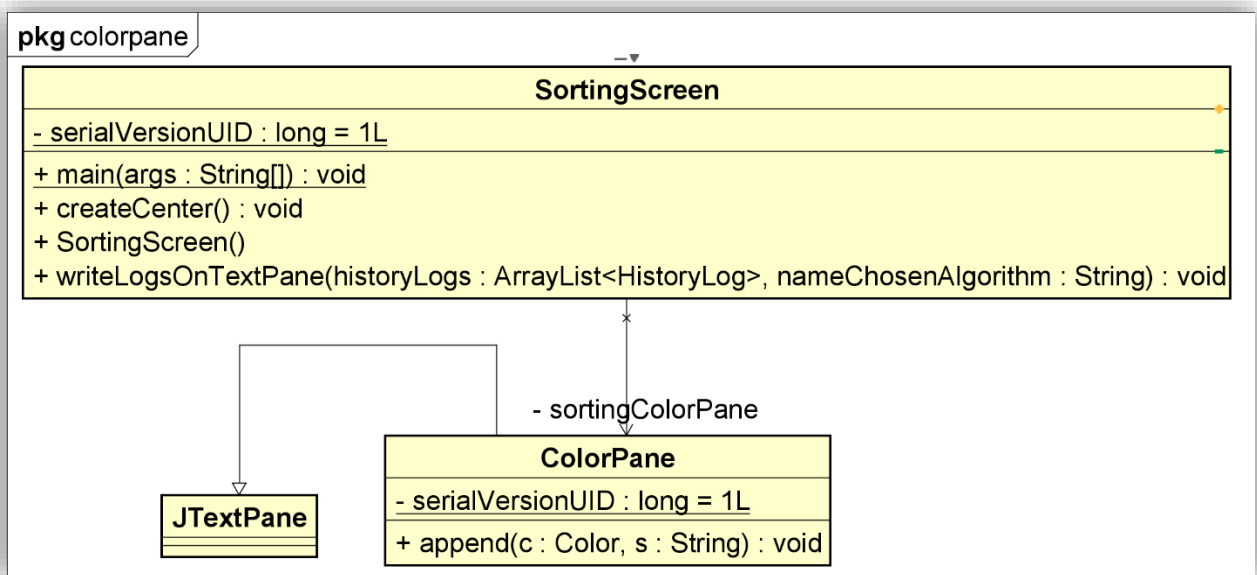 pkg colorpane
SortingScreen
- serialVersionUID : long = 1L
+ main(args : String[]) : void
+ createCenter() : void
+ SortingScreen()
+ writeLogsOnTextPane(historyLogs : ArrayList<HistoryLog>, nameChosenAlgorithm : String) : void
- sortingColorPane
ColorPane
- serialVersionUID : long = 1L
+ append(c : Color, s : String) : void
JTextPane